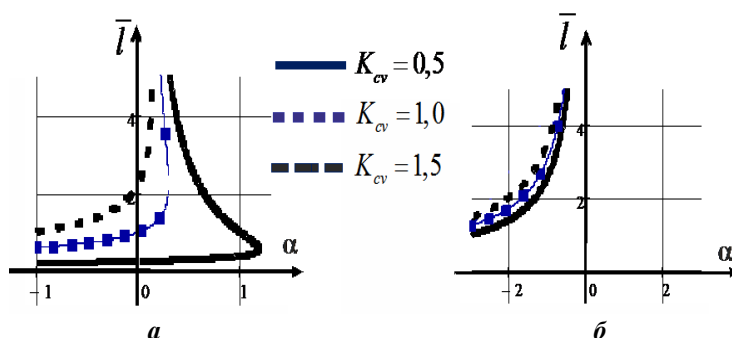 l̅
l̅
K_cv = 0,5
K_cv = 1,0
K_cv = 1,5
4
4
2
2
α
α
– 1
0
1
– 2
0
2
а
б